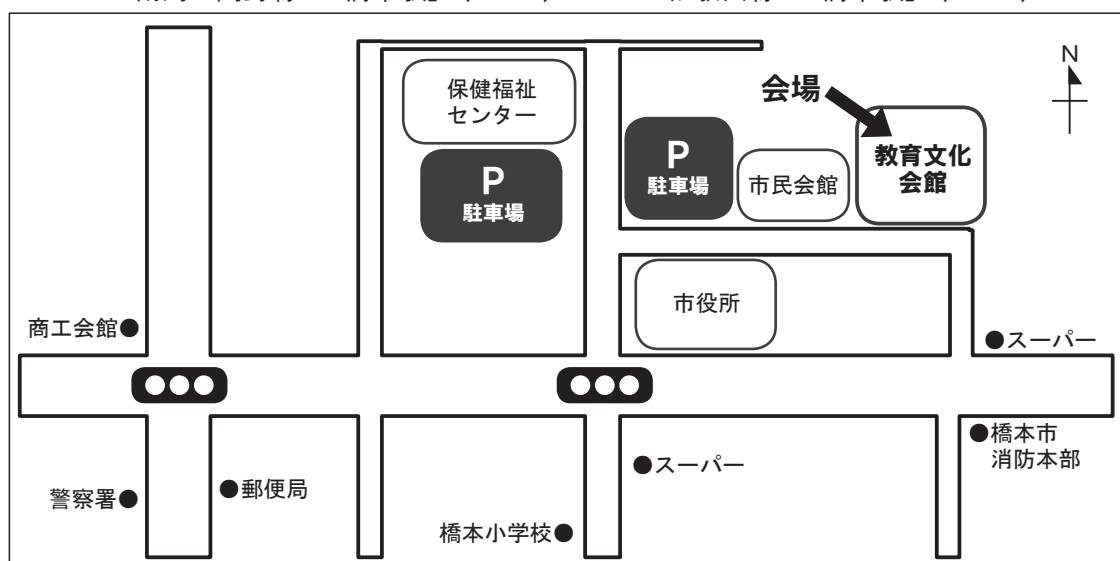 N
保健福祉
センター
会場
P
駐車場
P
駐車場
市民会館
教育文化
会館
市役所
商工会館●
●スーパー
●橋本市
消防本部
●スーパー
●郵便局
警察署●
橋本小学校●